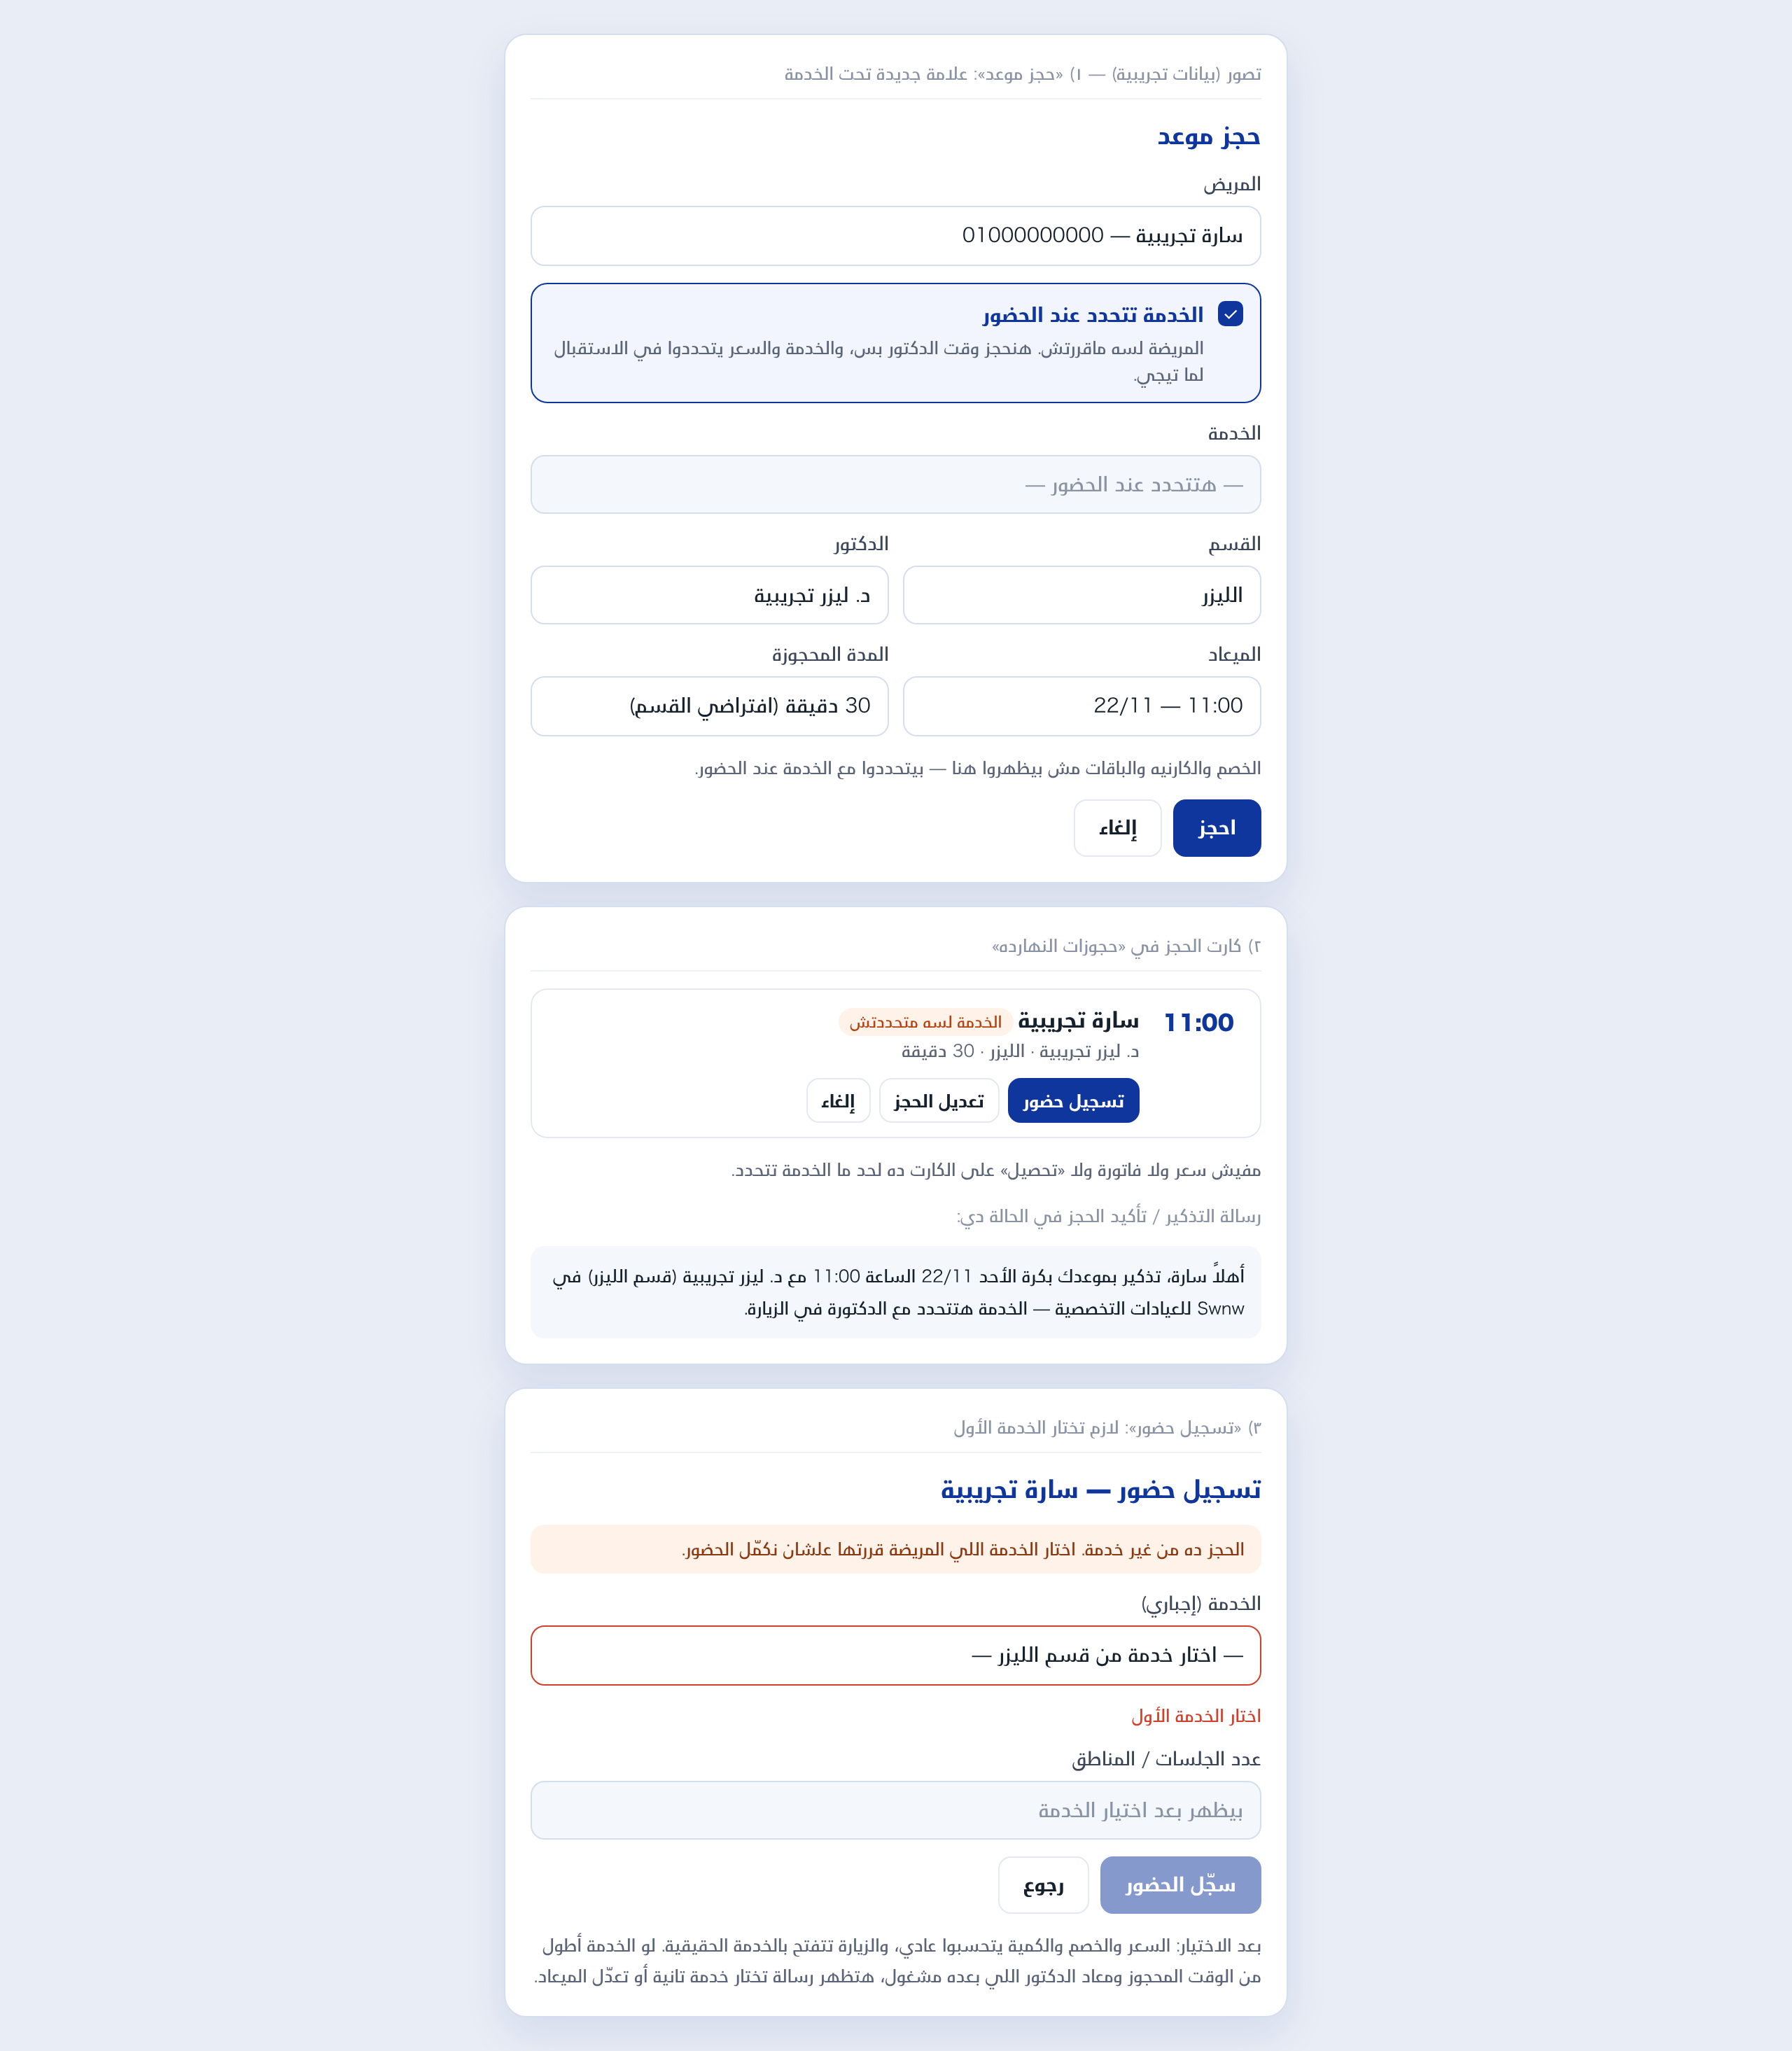 تصور (بيانات تجريبية) — ١) «حجز موعد»: علامة جديدة تحت الخدمة
حجز موعد
المريض
سارة تجريبية — 01000000000
الخدمة تتحدد عند الحضور
المريضة لسه ماقررتش. هنحجز وقت الدكتور بس، والخدمة والسعر يتحددوا في الاستقبال
لما تيجي.
الخدمة
— هتتحدد عند الحضور —
القسم
الدكتور
الليزر
د. ليزر تجريبية
الميعاد
المدة المحجوزة
22/11 — 11:00
30 دقيقة (افتراضي القسم)
الخصم والكارنيه والباقات مش بيظهروا هنا — بيتحددوا مع الخدمة عند الحضور.
احجز
إلغاء
٢) كارت الحجز في «حجوزات النهارده»
11:00
سارة تجريبية الخدمة لسه متحددتش
د. ليزر تجريبية · الليزر · 30 دقيقة
تسجيل حضور
تعديل الحجز
إلغاء
مفيش سعر ولا فاتورة ولا «تحصيل» على الكارت ده لحد ما الخدمة تتحدد.
رسالة التذكير / تأكيد الحجز في الحالة دي:
أهلاً سارة، تذكير بموعدك بكرة الأحد 22/11 الساعة 11:00 مع د. ليزر تجريبية (قسم الليزر) في
Swnw للعيادات التخصصية — الخدمة هتتحدد مع الدكتورة في الزيارة.
٣) «تسجيل حضور»: لازم تختار الخدمة الأول
تسجيل حضور — سارة تجريبية
الحجز ده من غير خدمة. اختار الخدمة اللي المريضة قررتها علشان نكمّل الحضور.
الخدمة (إجباري)
— اختار خدمة من قسم الليزر —
اختار الخدمة الأول
عدد الجلسات / المناطق
بيظهر بعد اختيار الخدمة
سجّل الحضور
رجوع
بعد الاختيار: السعر والخصم والكمية يتحسبوا عادي، والزيارة تتفتح بالخدمة الحقيقية. لو الخدمة أطول
من الوقت المحجوز ومعاد الدكتور اللي بعده مشغول، هتظهر رسالة تختار خدمة تانية أو تعدّل الميعاد.